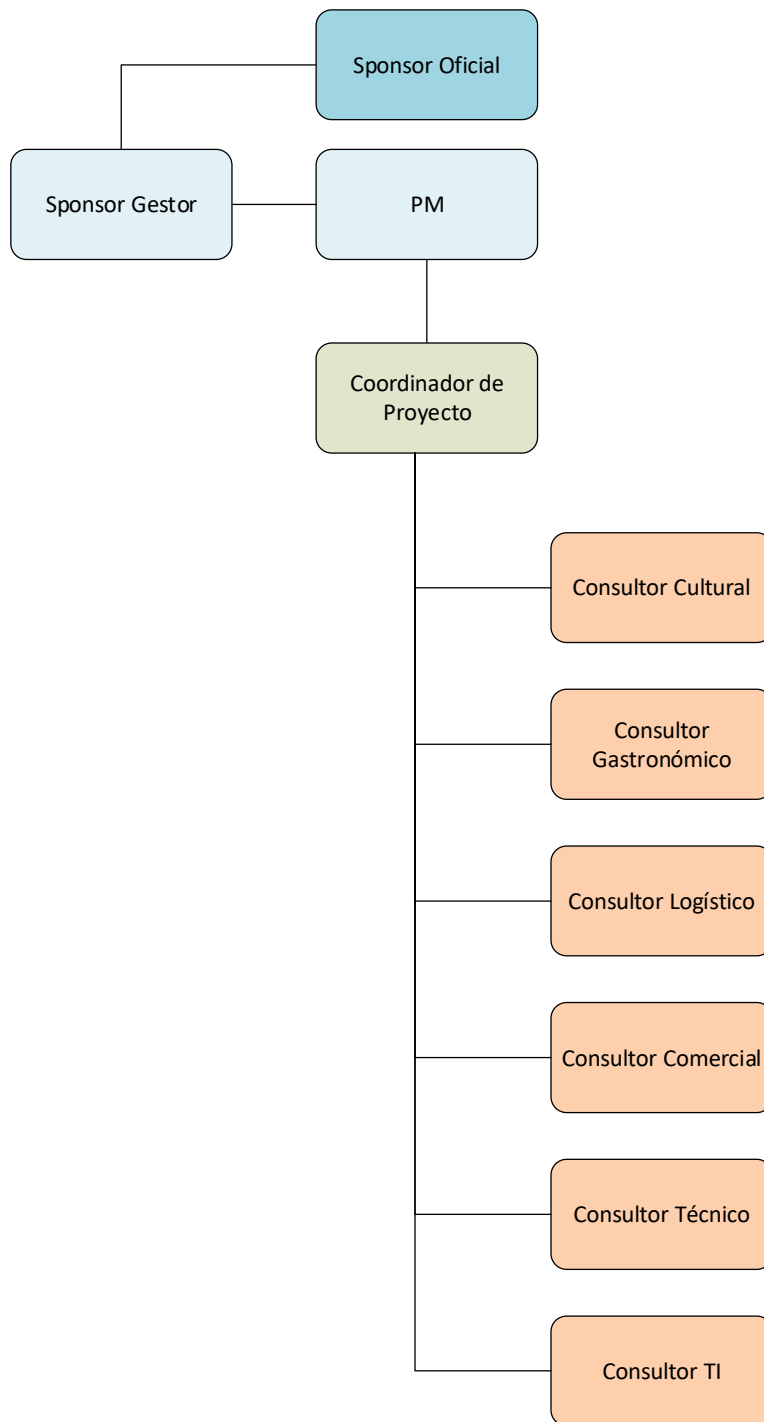 Sponsor Oficial
Sponsor Gestor
PM
Coordinador de
Proyecto
Consultor Cultural
Consultor
Gastronómico
Consultor Logístico
Consultor Comercial
Consultor Técnico
Consultor TI